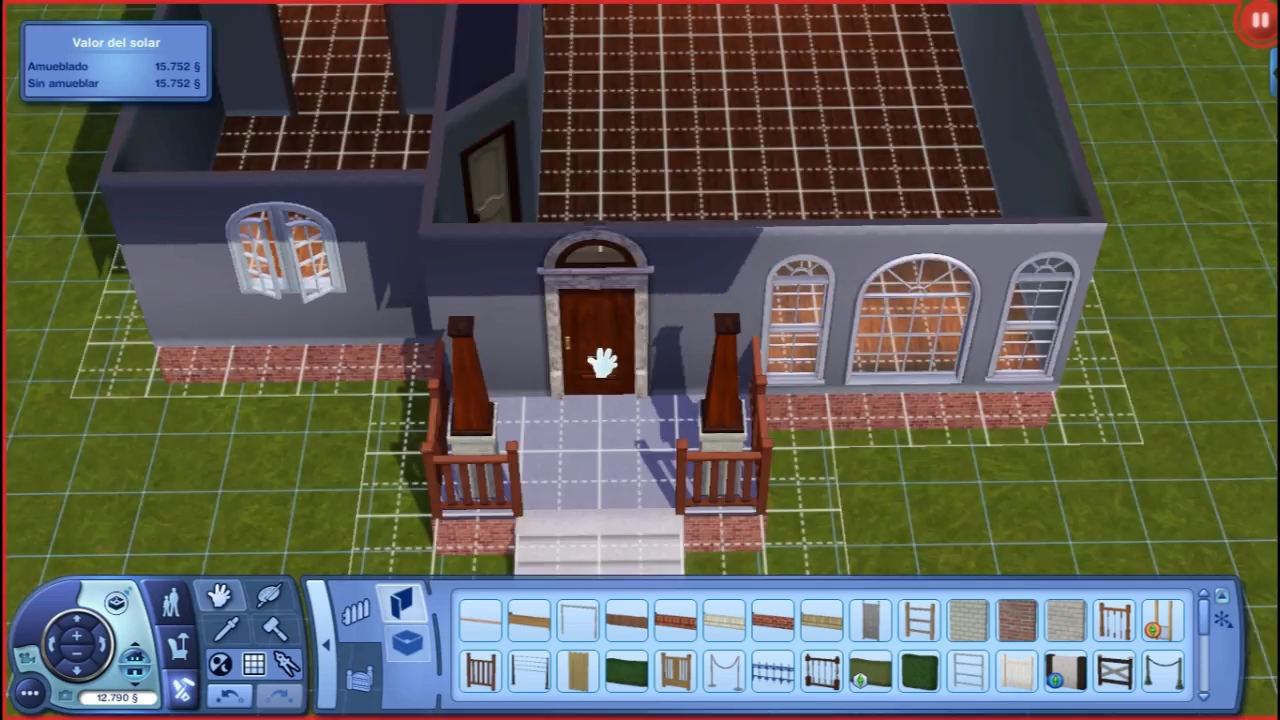 Valor del solar
Amueblado 15.752 §
Sin amueblar 15.752 §
12.790 §